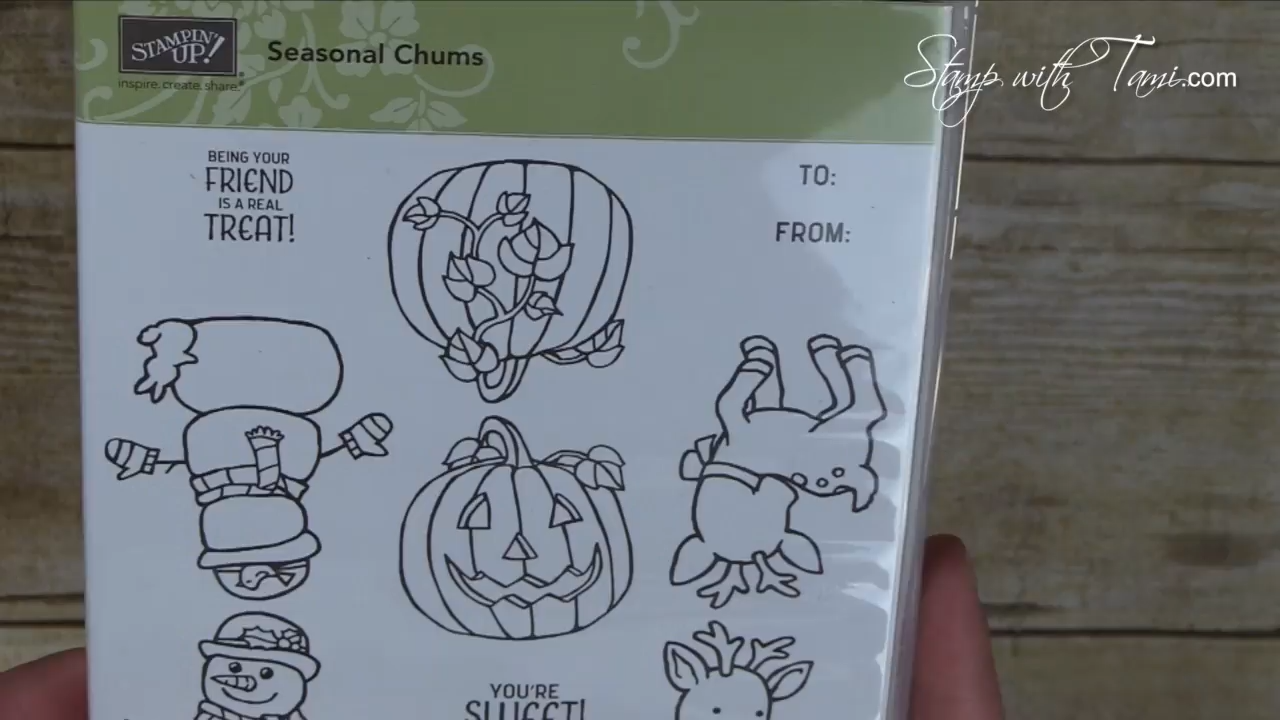 STAMPIN' UP!
inspire. create. share.®
Seasonal Chums
Stamp with Tami.com
BEING YOUR
FRIEND
IS A REAL
TREAT!
TO:
FROM:
YOU'RE
SWEET!